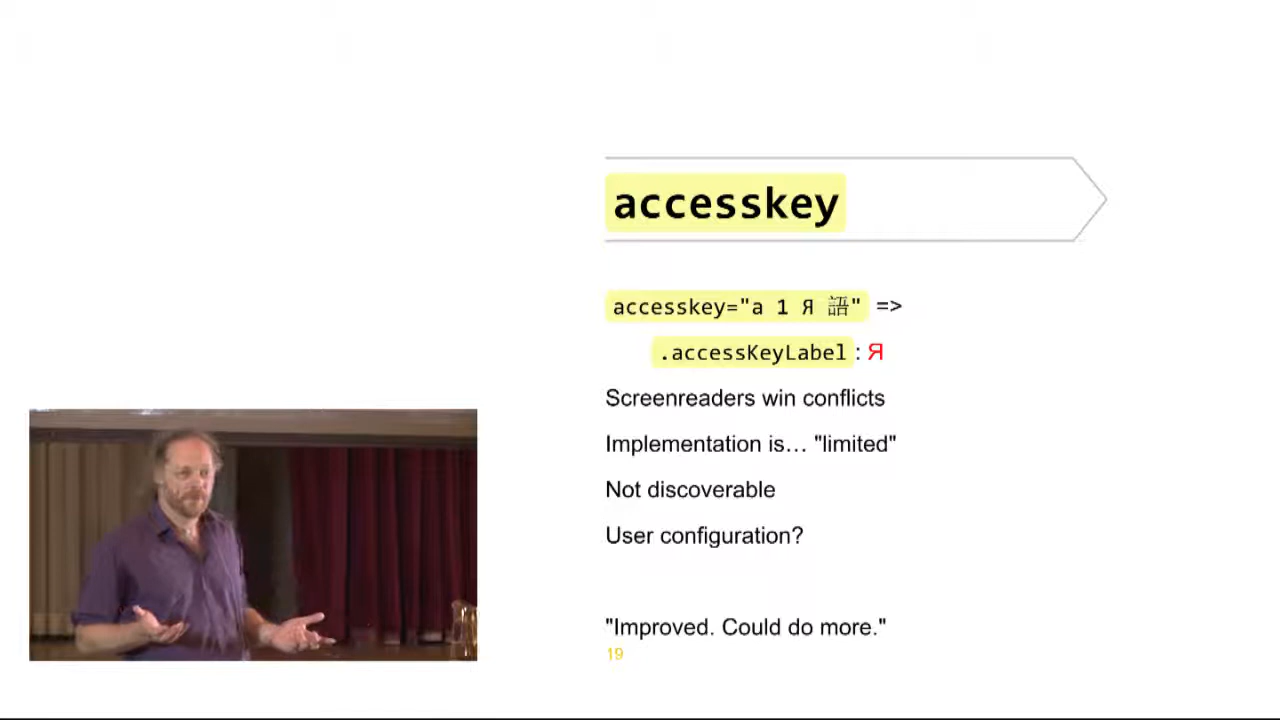 accesskey
accesskey="a 1 Я 語" =>
.accessKeyLabel : Я
Screenreaders win conflicts
Implementation is… "limited"
Not discoverable
User configuration?
"Improved. Could do more."
19